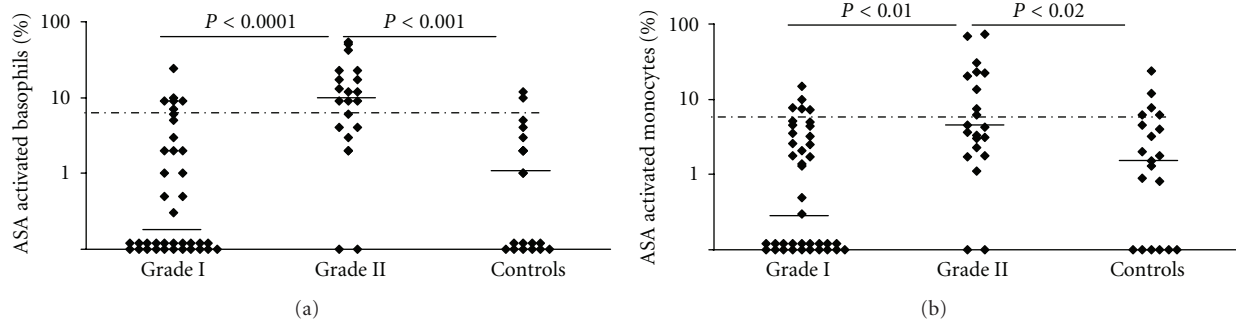 P < 0.0001 P < 0.001
ASA activated basophils (%)
100
10
1
Grade I Grade II Controls
(a)
P < 0.01 P < 0.02
ASA activated monocytes (%)
100
10
1
Grade I Grade II Controls
(b)